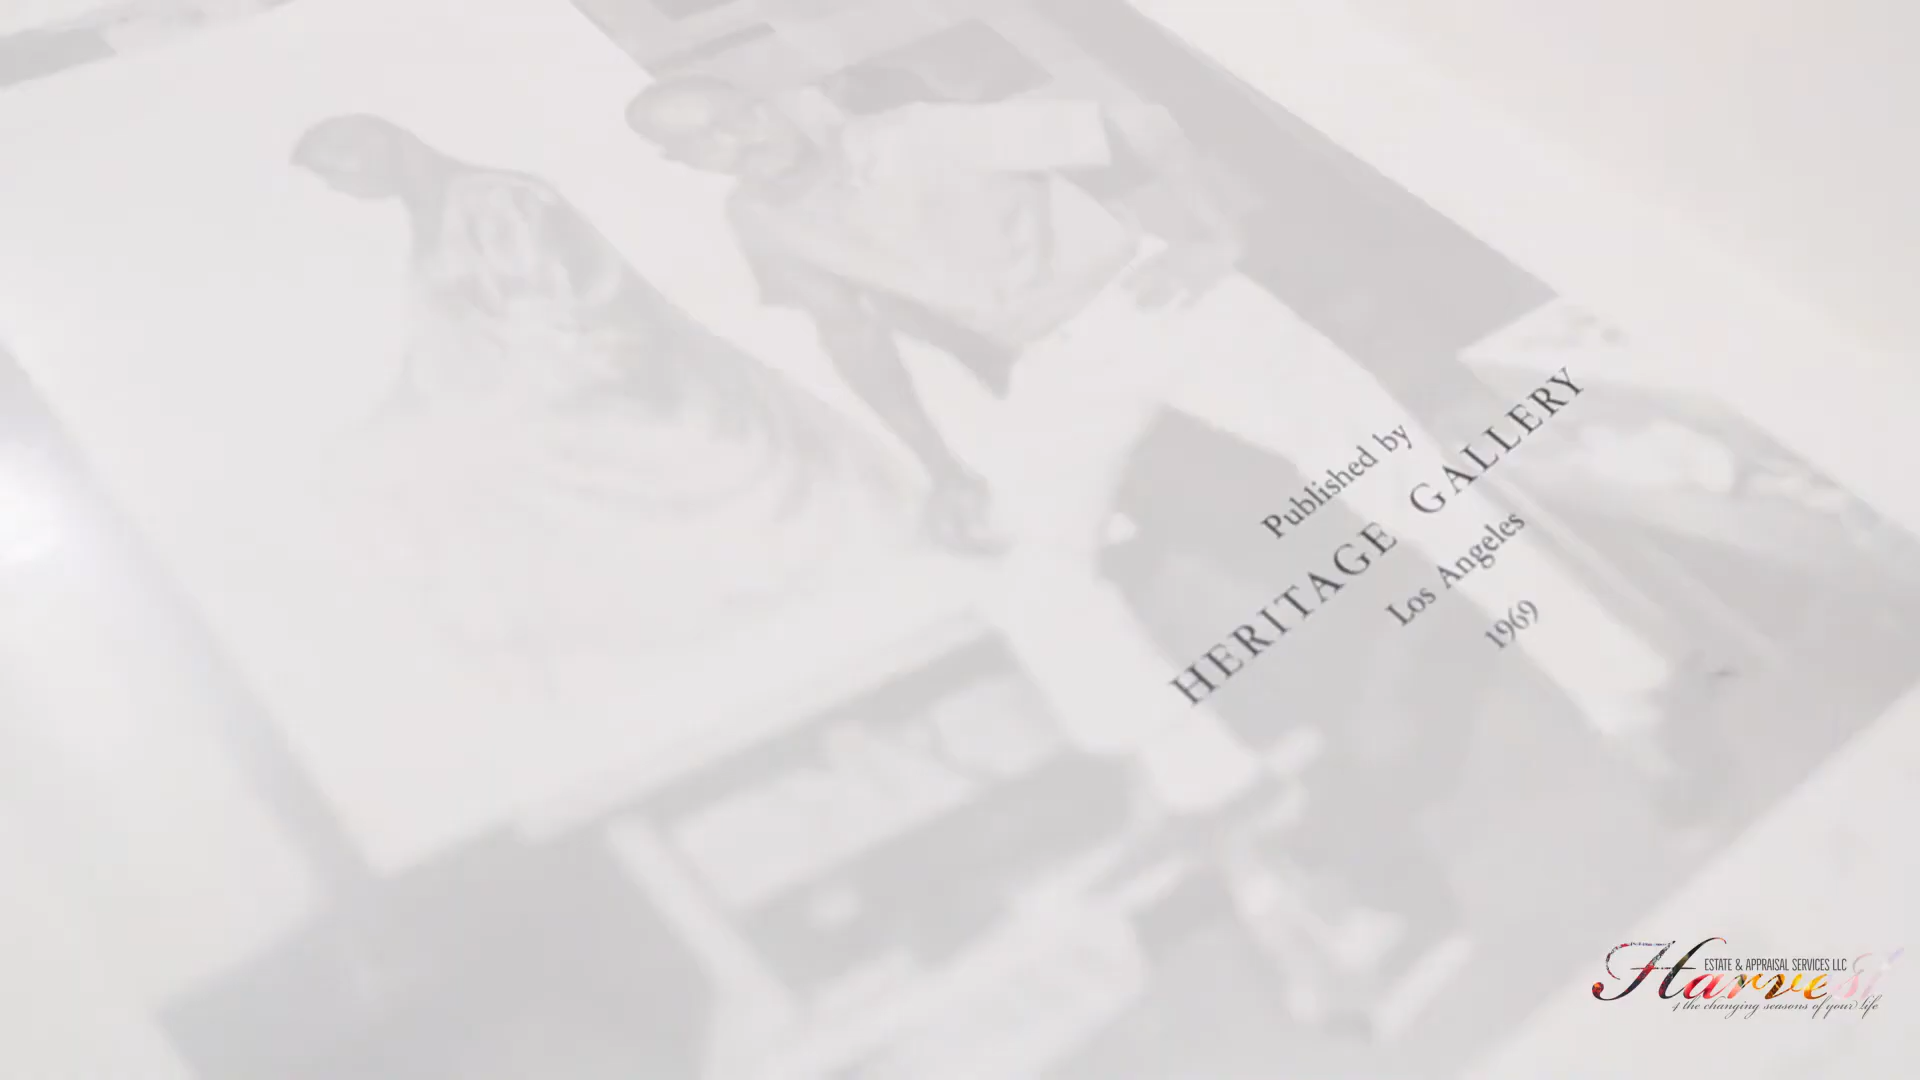 Published by
HERITAGE GALLERY
Los Angeles
1969
ESTATE & APPRAISAL SERVICES LLC
Harvest
4 the changing seasons of your life